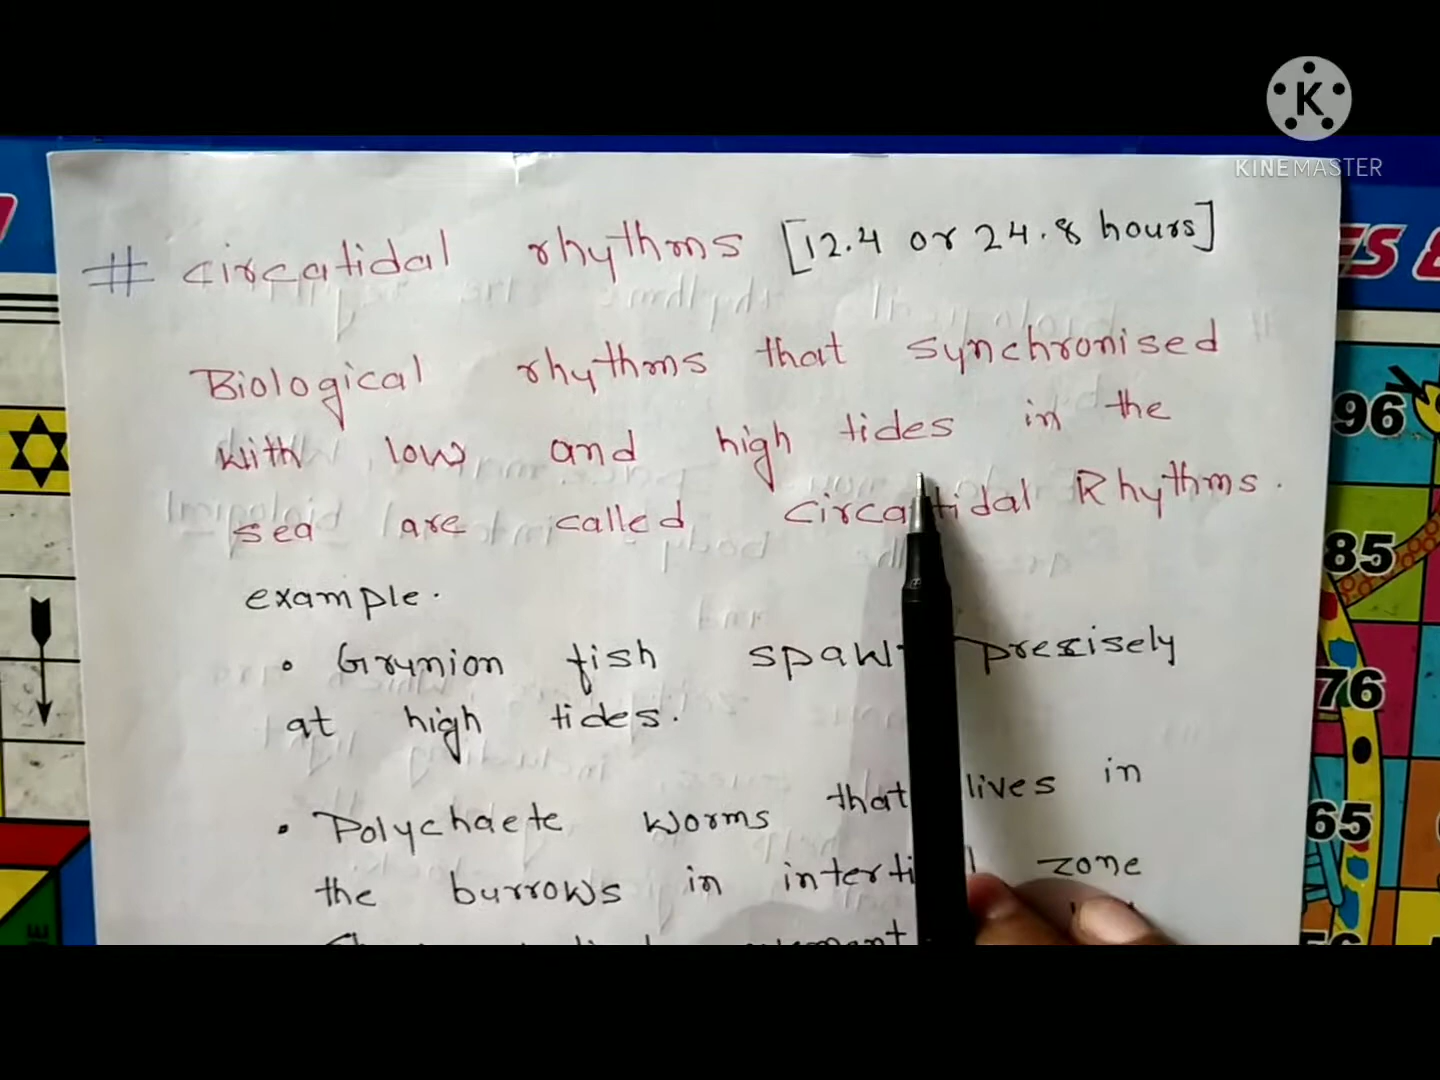 K
KINEMASTER
# Circatidal rhythms [12.4 or 24.8 hours]
Biological rhythms that synchronised
with low and high tides in the
sea are called circatidal Rhythms.
example.
• Grunion fish spawn precisely
at high tides.
• Polychaete worms that lives in
the burrows in intertidal zone
96
85
76
65